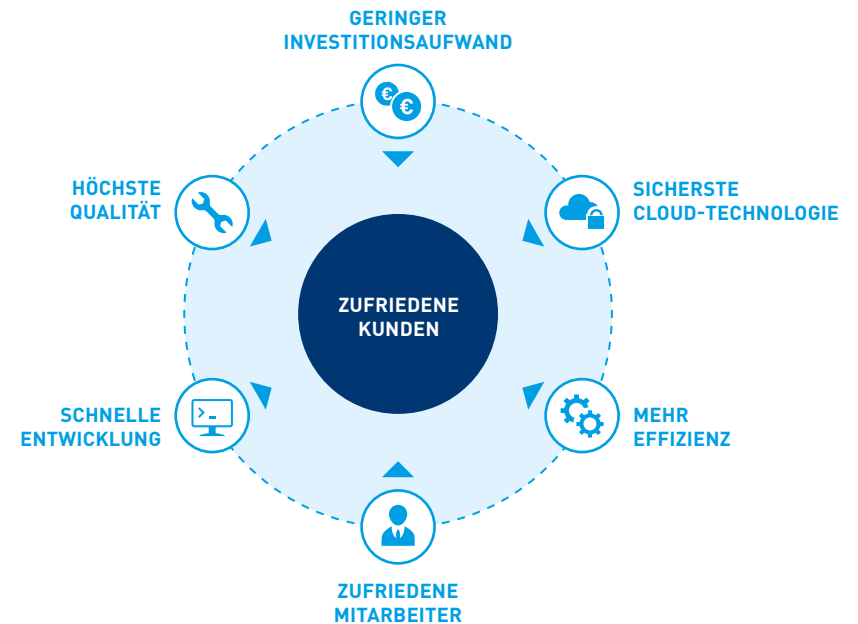 GERINGER
INVESTITIONSAUFWAND
HÖCHSTE
QUALITÄT
SICHERSTE
CLOUD-TECHNOLOGIE
ZUFRIEDENE
KUNDEN
SCHNELLE
ENTWICKLUNG
MEHR
EFFIZIENZ
ZUFRIEDENE
MITARBEITER